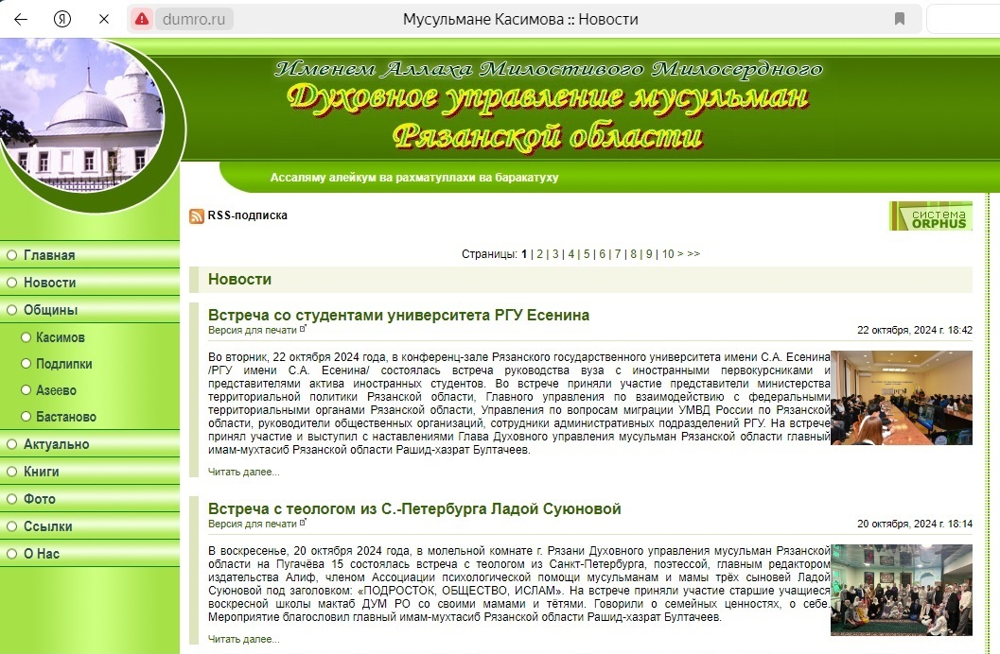 dumro.ru
Мусульмане Касимова :: Новости
Именем Аллаха Милостивого Милосердного
Духовное управление мусульман
Рязанской области
Ассаляму алейкум ва рахматуллахи ва баракатуху
RSS-подписка
система
ORPHUS
Главная
Новости
Общины
Касимов
Подлипки
Азеево
Бастаново
Актуально
Книги
Фото
Ссылки
О Нас
Страницы: 1 | 2 | 3 | 4 | 5 | 6 | 7 | 8 | 9 | 10 > >>
Новости
Встреча со студентами университета РГУ Есенина
Версия для печати
22 октября, 2024 г. 18:42
Во вторник, 22 октября 2024 года, в конференц-зале Рязанского государственного университета имени С.А. Есенина
/РГУ имени С.А. Есенина/ состоялась встреча руководства вуза с иностранными первокурсниками и
представителями актива иностранных студентов. Во встрече приняли участие представители министерства
территориальной политики Рязанской области, Главного управления по взаимодействию с федеральными
территориальными органами Рязанской области, Управления по вопросам миграции УМВД России по Рязанской
области, руководители общественных организаций, сотрудники административных подразделений РГУ. На встрече
принял участие и выступил с наставлениями Глава Духовного управления мусульман Рязанской области главный
имам-мухтасиб Рязанской области Рашид-хазрат Бултачеев.
Читать далее...
Встреча с теологом из С.-Петербурга Ладой Суюновой
Версия для печати
20 октября, 2024 г. 18:14
В воскресенье, 20 октября 2024 года, в молельной комнате г. Рязани Духовного управления мусульман Рязанской
области на Пугачёва 15 состоялась встреча с теологом из Санкт-Петербурга, поэтессой, главным редактором
издательства Алиф, членом Ассоциации психологической помощи мусульманам и мамы трёх сыновей Ладой
Суюновой под заголовком: «ПОДРОСТОК, ОБЩЕСТВО, ИСЛАМ». На встрече приняли участие старшие учащиеся
воскресной школы мактаб ДУМ РО со своими мамами и тётями. Говорили о семейных ценностях, о себе.
Мероприятие благословил главный имам-мухтасиб Рязанской области Рашид-хазрат Бултачеев.
Читать далее...